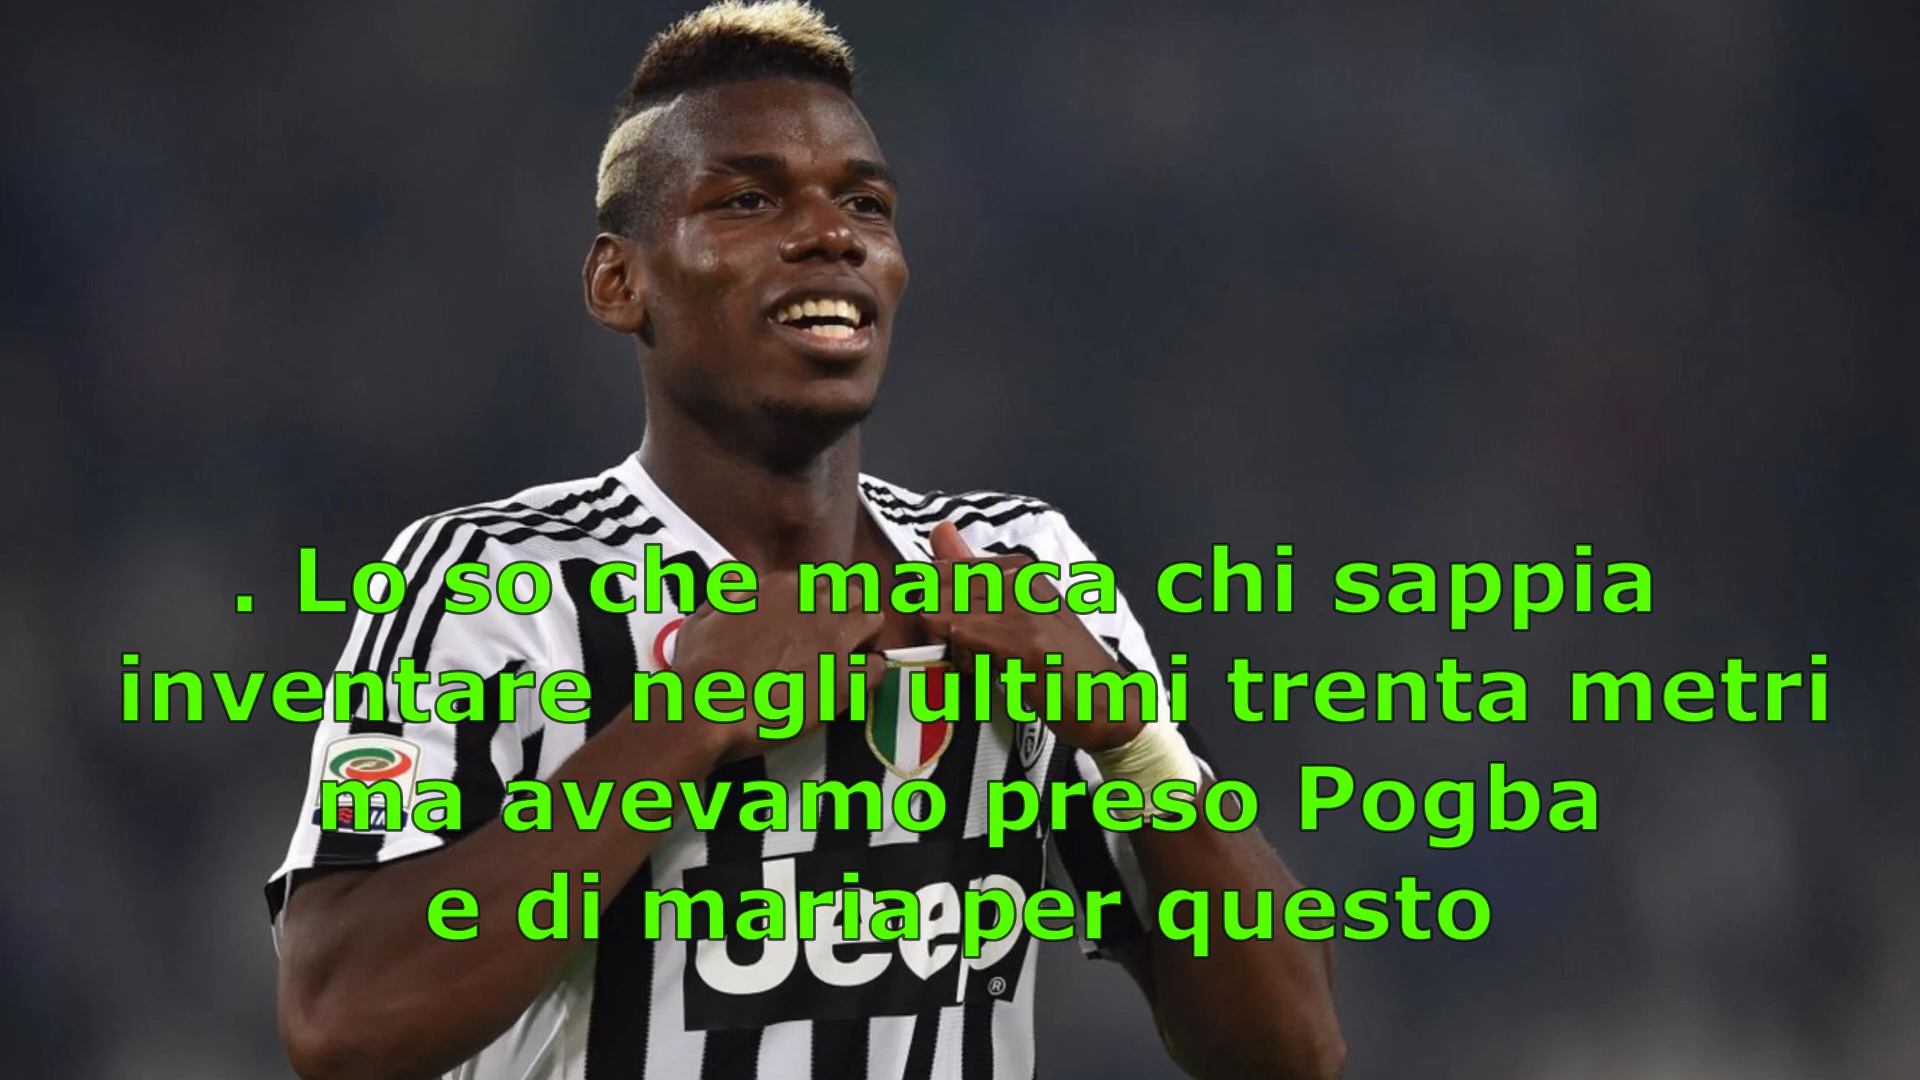 . Lo so che manca chi sappia
inventare negli ultimi trenta metri
ma avevamo preso Pogba
e di maria per questo
Jeep